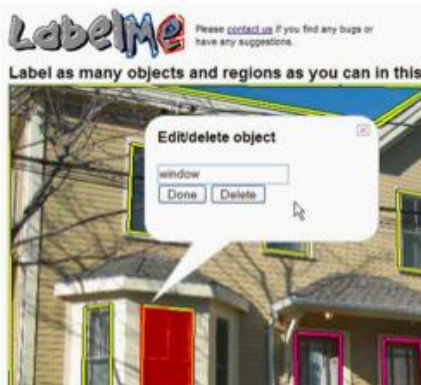 LabelMe
Please contact us if you find any bugs or
have any suggestions.
Label as many objects and regions as you can in this
Edit/delete object
window
Done Delete